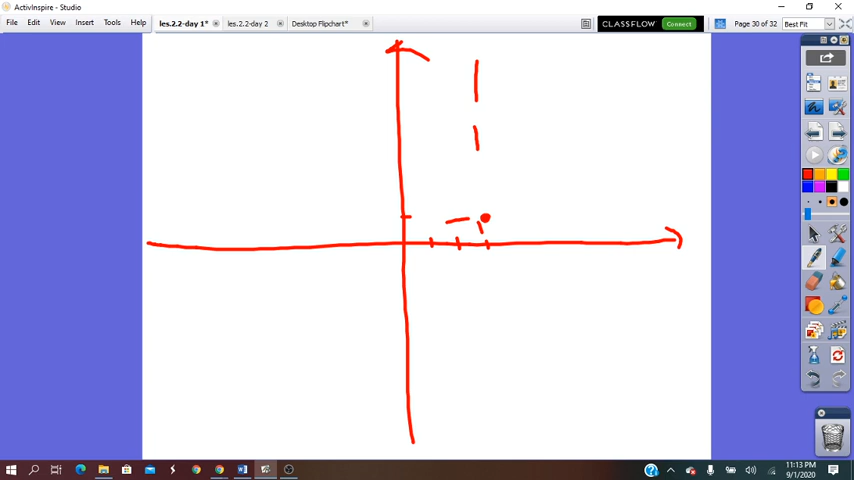 ActivInspire - Studio
File Edit View Insert Tools Help
les.2.2-day 1* les.2.2-day 2 Desktop Flipchart*
CLASSFLOW Connect
Page 30 of 32
Best Fit
11:13 PM
9/1/2020